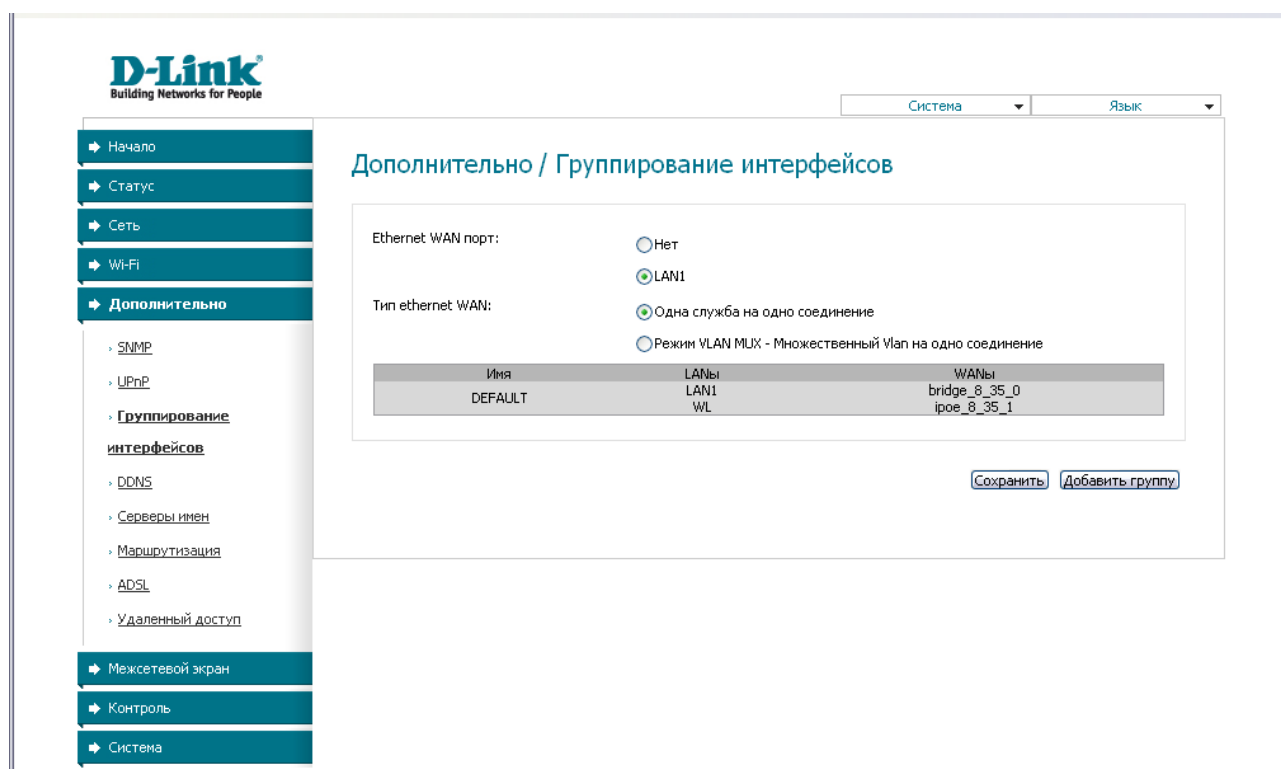 D-Link
Building Networks for People
Система
Язык
Начало
Статус
Сеть
Wi-Fi
Дополнительно
SNMP
UPnP
Группирование
интерфейсов
DDNS
Серверы имен
Маршрутизация
ADSL
Удаленный доступ
Межсетевой экран
Контроль
Система
Дополнительно / Группирование интерфейсов
Ethernet WAN порт:
Нет
LAN1
Тип ethernet WAN:
Одна служба на одно соединение
Режим VLAN MUX - Множественный Vlan на одно соединение
Имя LANы WANы
DEFAULT LAN1 bridge_8_35_0
WL ipoe_8_35_1
Сохранить Добавить группу